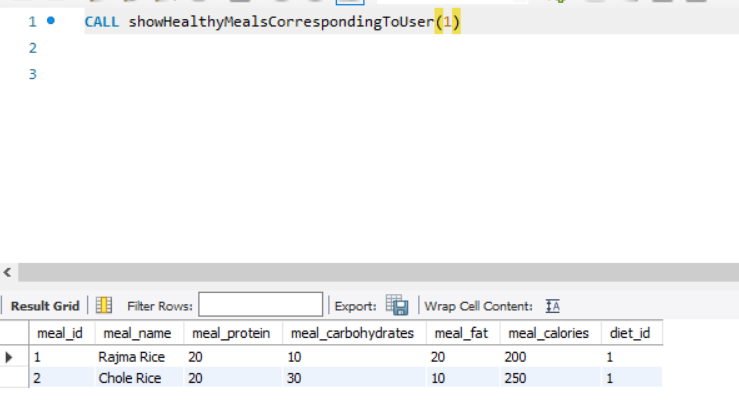 1 CALL showHealthyMealsCorrespondingToUser(1)
2
3
Result Grid Filter Rows: Export: Wrap Cell Content: IA
meal_id meal_name meal_protein meal_carbohydrates meal_fat meal_calories diet_id
1 Rajma Rice 20 10 20 200 1
2 Chole Rice 20 30 10 250 1